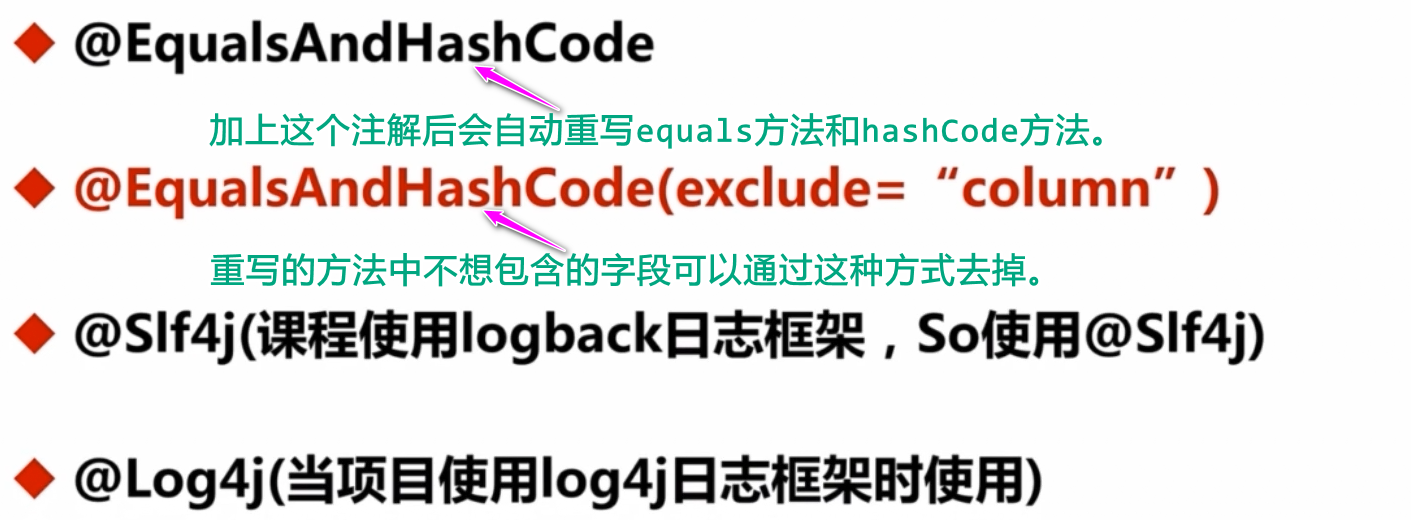 @EqualsAndHashCode
加上这个注解后会自动重写equals方法和hashCode方法。
@EqualsAndHashCode(exclude=“column”)
重写的方法中不想包含的字段可以通过这种方式去掉。
@Slf4j(课程使用logback日志框架，So使用@Slf4j)
@Log4j(当项目使用log4j日志框架时使用)